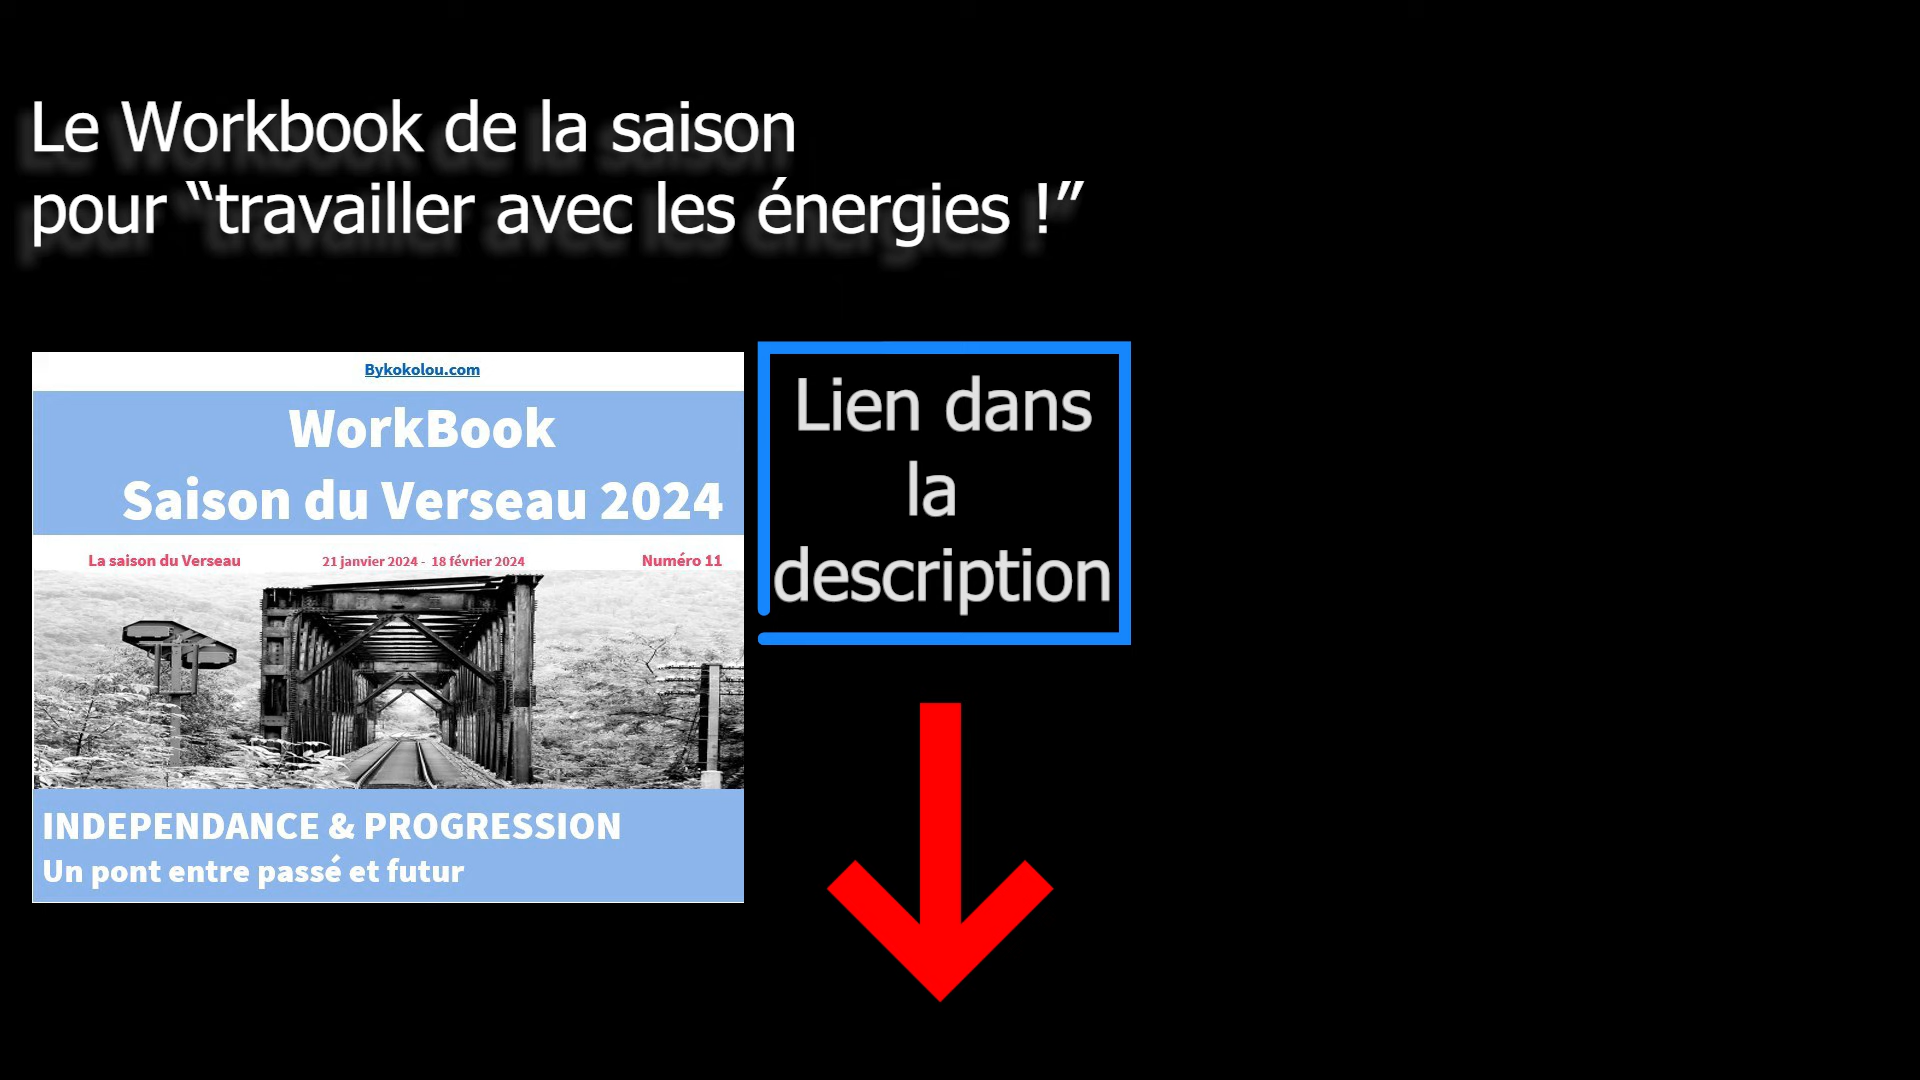 Le Workbook de la saison
pour “travailler avec les énergies !”
Bykokolou.com
WorkBook
Saison du Verseau 2024
La saison du Verseau 21 janvier 2024 - 18 février 2024 Numéro 11
INDEPENDANCE & PROGRESSION
Un pont entre passé et futur
Lien dans
la
description